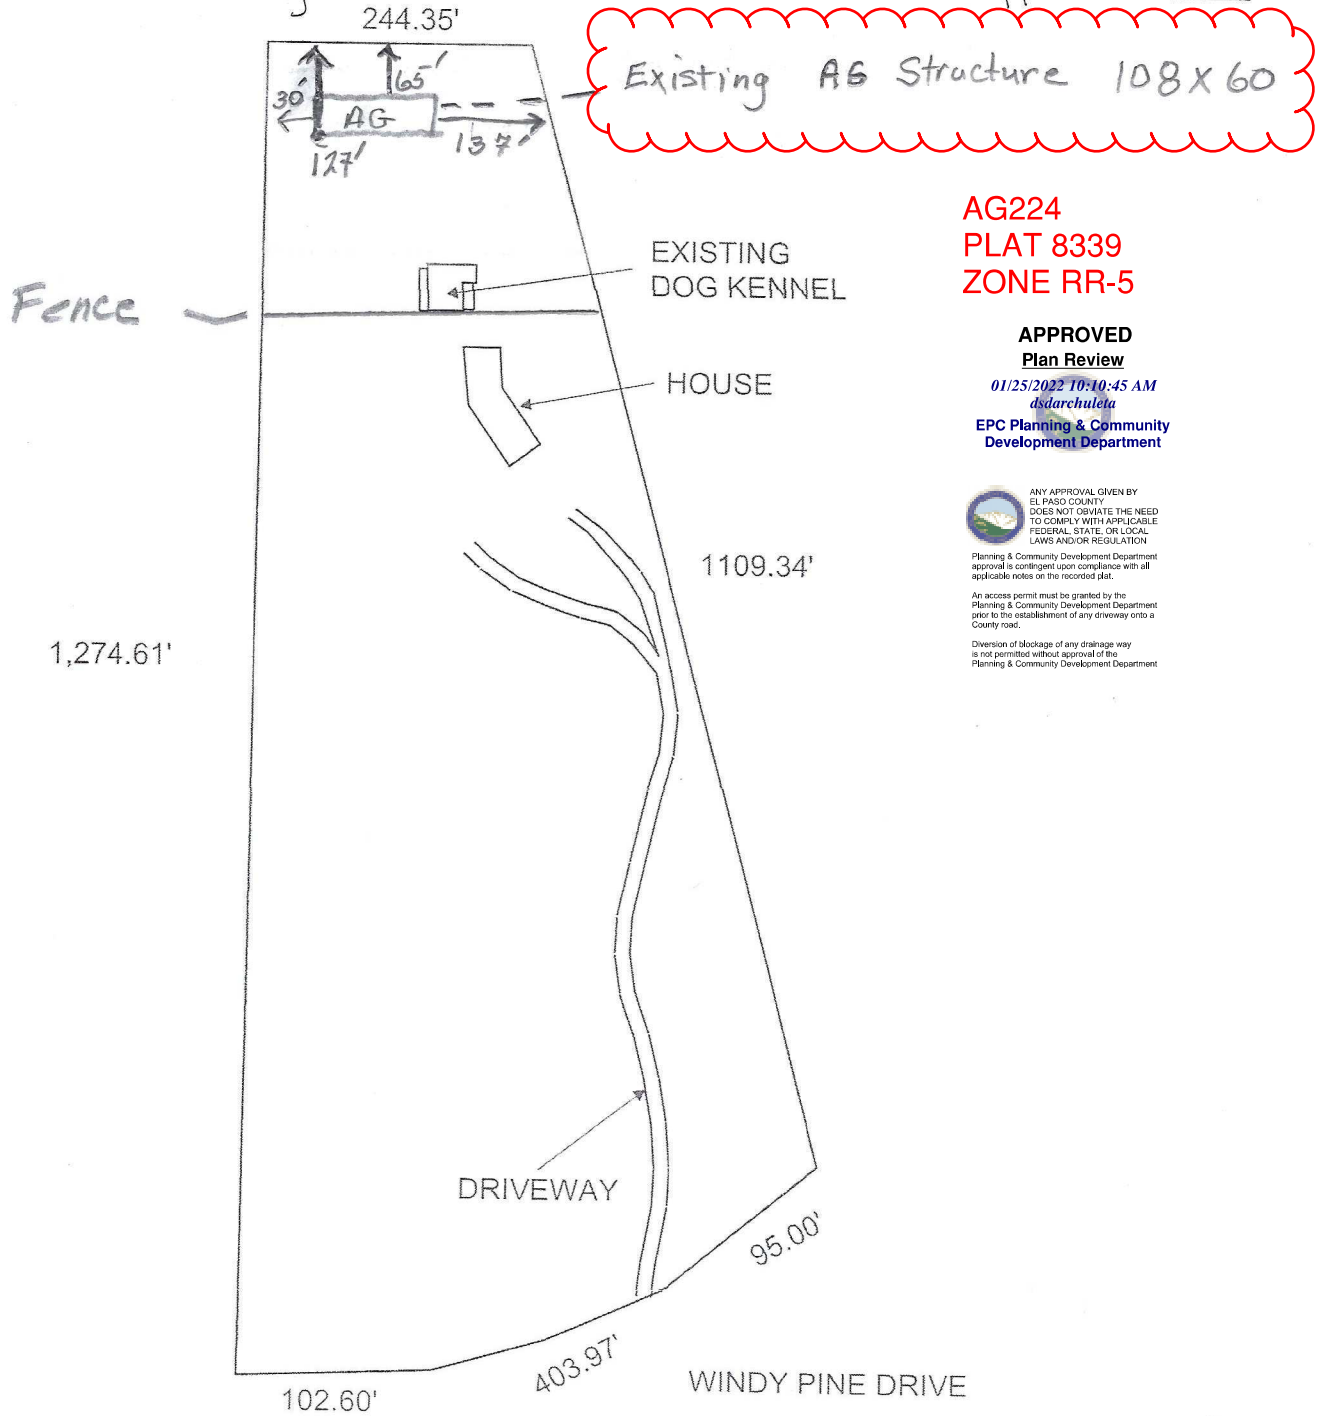 244.35'
Existing AG Structure 108 X 60
65'
30'
AG
137'
127'
AG224
PLAT 8339
ZONE RR-5
EXISTING
DOG KENNEL
Fence
APPROVED
Plan Review
01/25/2022 10:10:45 AM
dsdarchuleta
EPC Planning & Community
Development Department
HOUSE
ANY APPROVAL GIVEN BY
EL PASO COUNTY
DOES NOT OBVIATE THE NEED
TO COMPLY WITH APPLICABLE
FEDERAL, STATE, OR LOCAL
LAWS AND/OR REGULATION
Planning & Community Development Department
approval is contingent upon compliance with all
applicable notes on the recorded plat.
An access permit must be granted by the
Planning & Community Development Department
prior to the establishment of any driveway onto a
County road.
Diversion of blockage of any drainage way
is not permitted without approval of the
Planning & Community Development Department
1109.34'
1,274.61'
DRIVEWAY
95.00'
403.97'
WINDY PINE DRIVE
102.60'